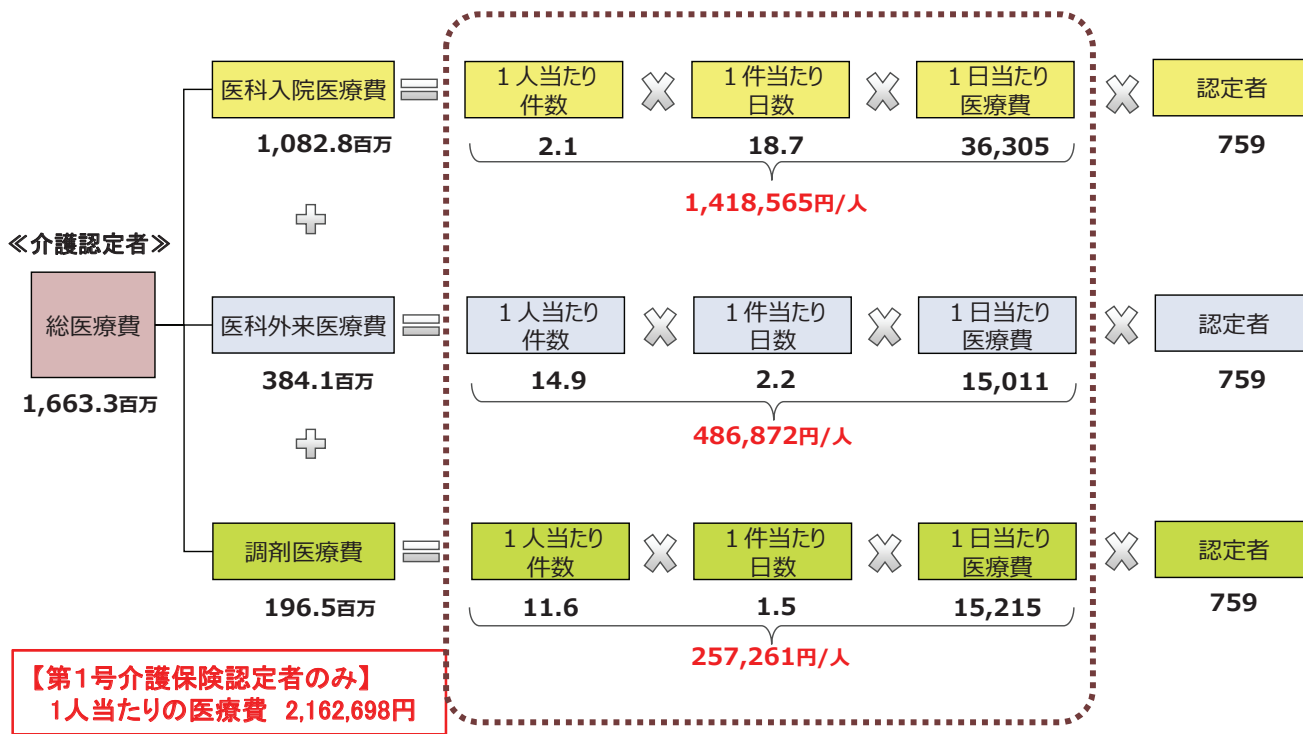 医科入院医療費
1人当たり
件数
1件当たり
日数
1日当たり
医療費
認定者
1,082.8百万
2.1
18.7
36,305
759
1,418,565円/人
≪介護認定者≫
総医療費
1,663.3百万
医科外来医療費
1人当たり
件数
1件当たり
日数
1日当たり
医療費
認定者
384.1百万
14.9
2.2
15,011
759
486,872円/人
調剤医療費
1人当たり
件数
1件当たり
日数
1日当たり
医療費
認定者
196.5百万
11.6
1.5
15,215
759
257,261円/人
【第1号介護保険認定者のみ】
1人当たりの医療費 2,162,698円